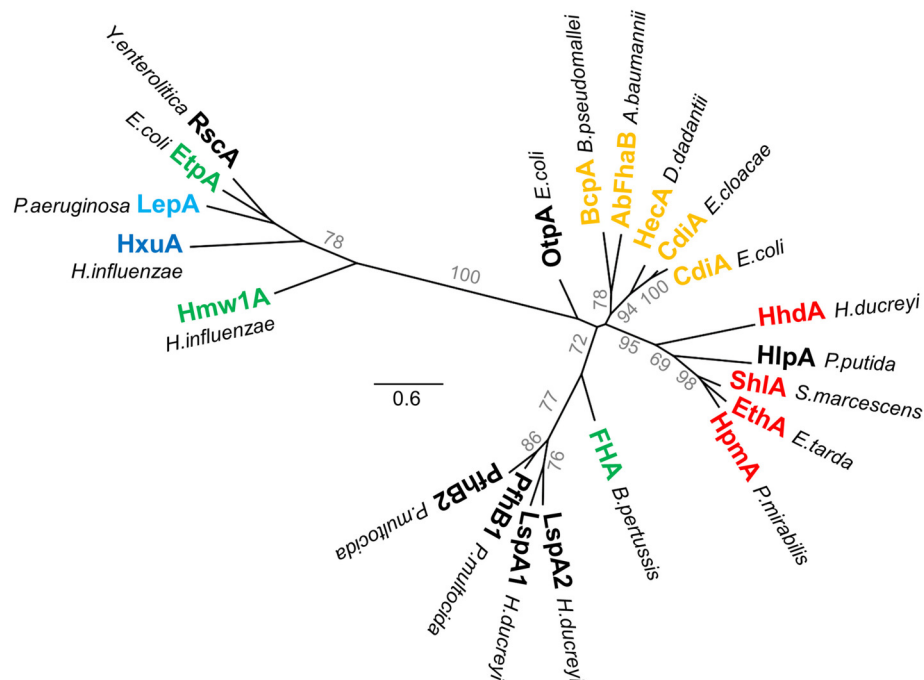 Y.enterolitica RscA
E.coli EtpA
P.aeruginosa LepA
HxuA
H.influenzae
Hmw1A
H.influenzae
78
100
OtpA E.coli
BcpA B.pseudomallei
AbFhaB A.baumannii
HecA D.dadantii
CdiA E.cloacae
CdiA E.coli
78
94
100
HhdA H.ducreyi
HlpA P.putida
ShlA
S.marcescens
EthA
E.tarda
HpmA
P.mirabilis
95
69
98
72
77
86
76
0.6
FHA B.pertussis
LspA2 H.ducreyi
LspA1 H.ducreyi
PfhB1 P.multocida
PfhB2 P.multocida